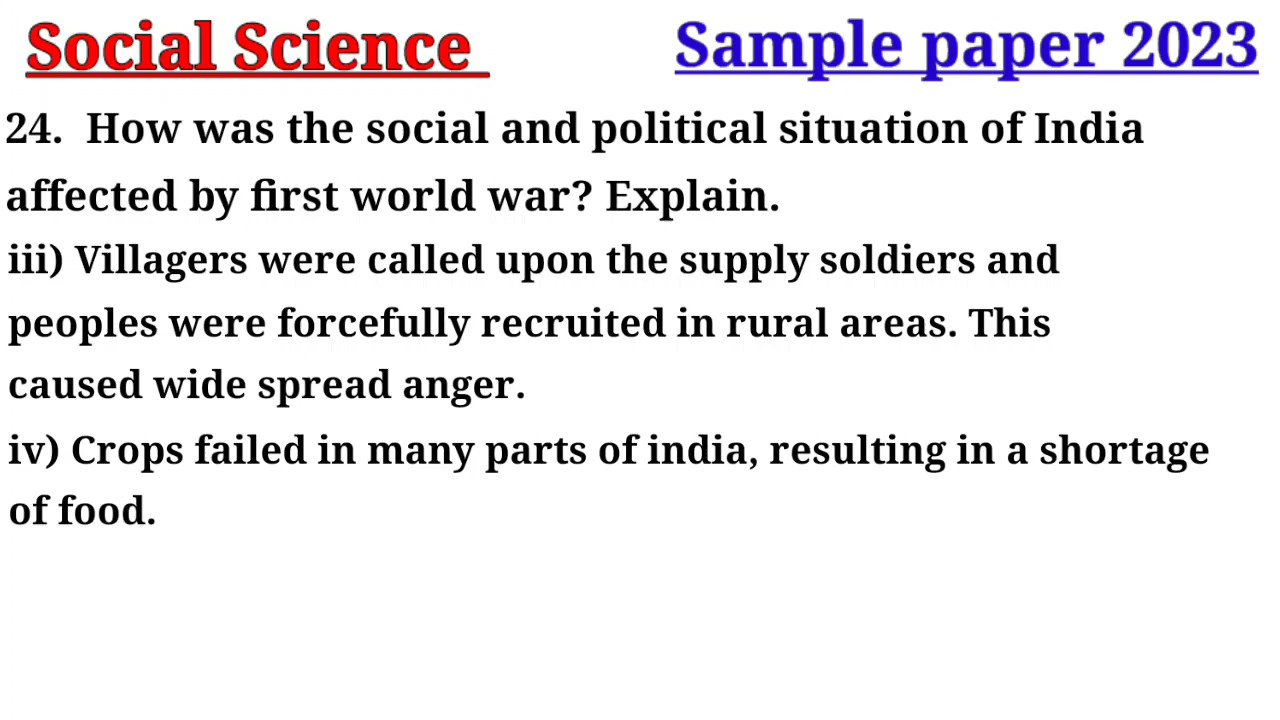 Social Science
Sample paper 2023
24. How was the social and political situation of India
affected by first world war? Explain.
iii) Villagers were called upon the supply soldiers and
peoples were forcefully recruited in rural areas. This
caused wide spread anger.
iv) Crops failed in many parts of india, resulting in a shortage
of food.